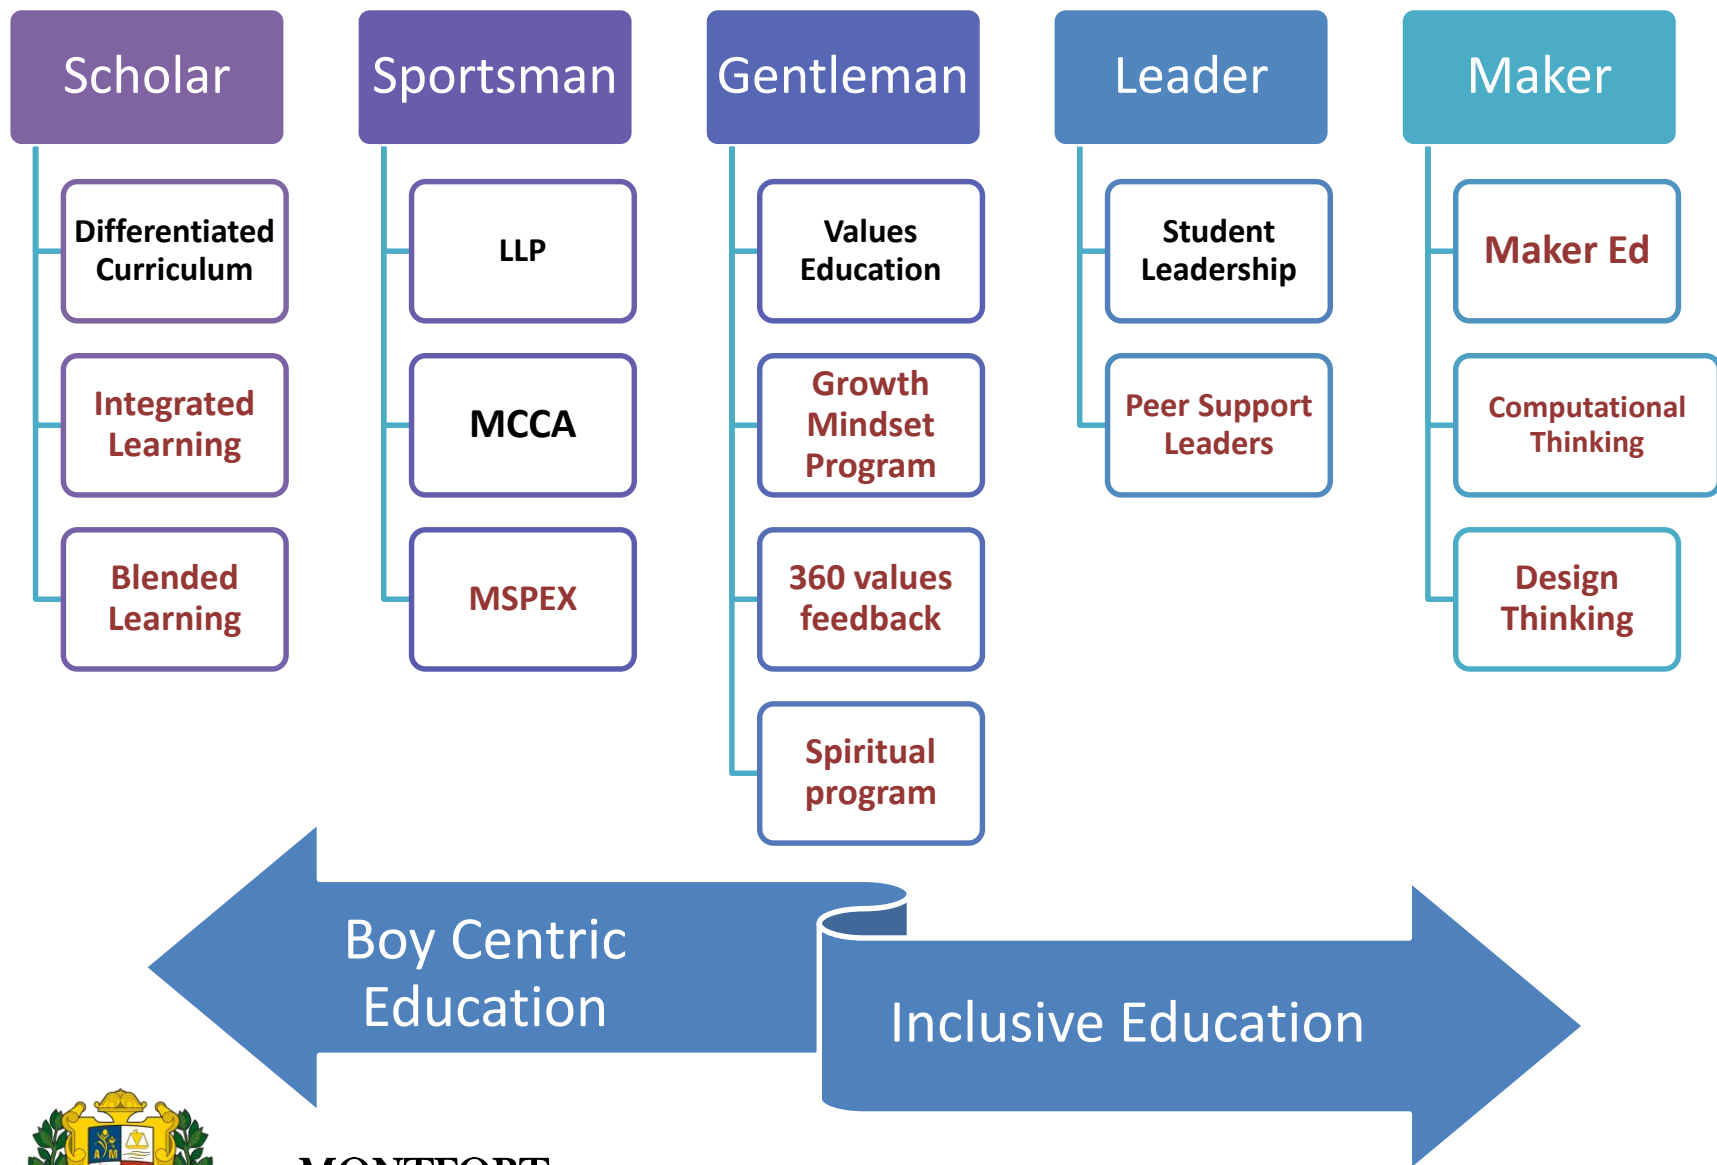 Scholar
Differentiated
Curriculum
Integrated
Learning
Blended
Learning
Sportsman
LLP
MCCA
MSPEX
Gentleman
Values
Education
Growth
Mindset
Program
360 values
feedback
Spiritual
program
Leader
Student
Leadership
Peer Support
Leaders
Maker
Maker Ed
Computational
Thinking
Design
Thinking
Boy Centric
Education
Inclusive Education
A M
MONTFORT